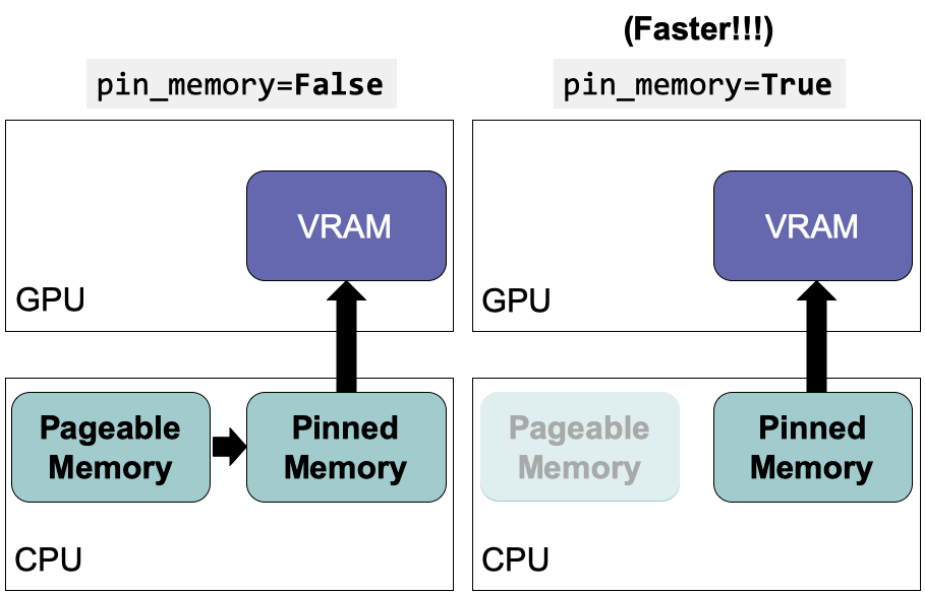 (Faster!!!)
pin_memory=False
pin_memory=True
VRAM
GPU
VRAM
GPU
Pageable
Memory
Pinned
Memory
CPU
Pageable
Memory
Pinned
Memory
CPU